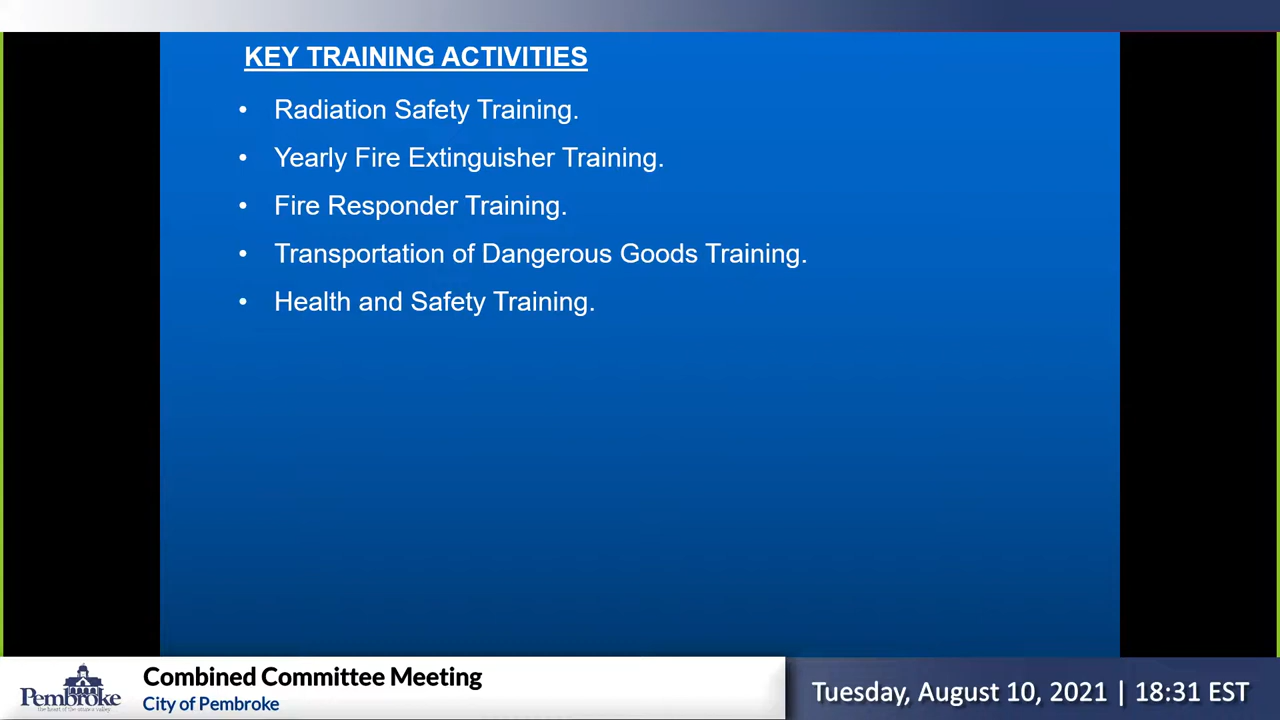 KEY TRAINING ACTIVITIES
• Radiation Safety Training.
• Yearly Fire Extinguisher Training.
• Fire Responder Training.
• Transportation of Dangerous Goods Training.
• Health and Safety Training.
Pembroke
Combined Committee Meeting
City of Pembroke
Tuesday, August 10, 2021 | 18:31 EST